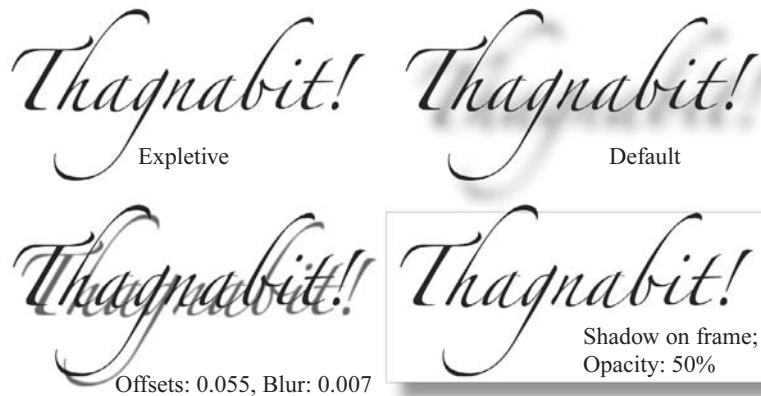 Thagnabit!
Expletive
Thagnabit!
Default
Thagnabit!
Offsets: 0.055, Blur: 0.007
Thagnabit!
Shadow on frame;
Opacity: 50%